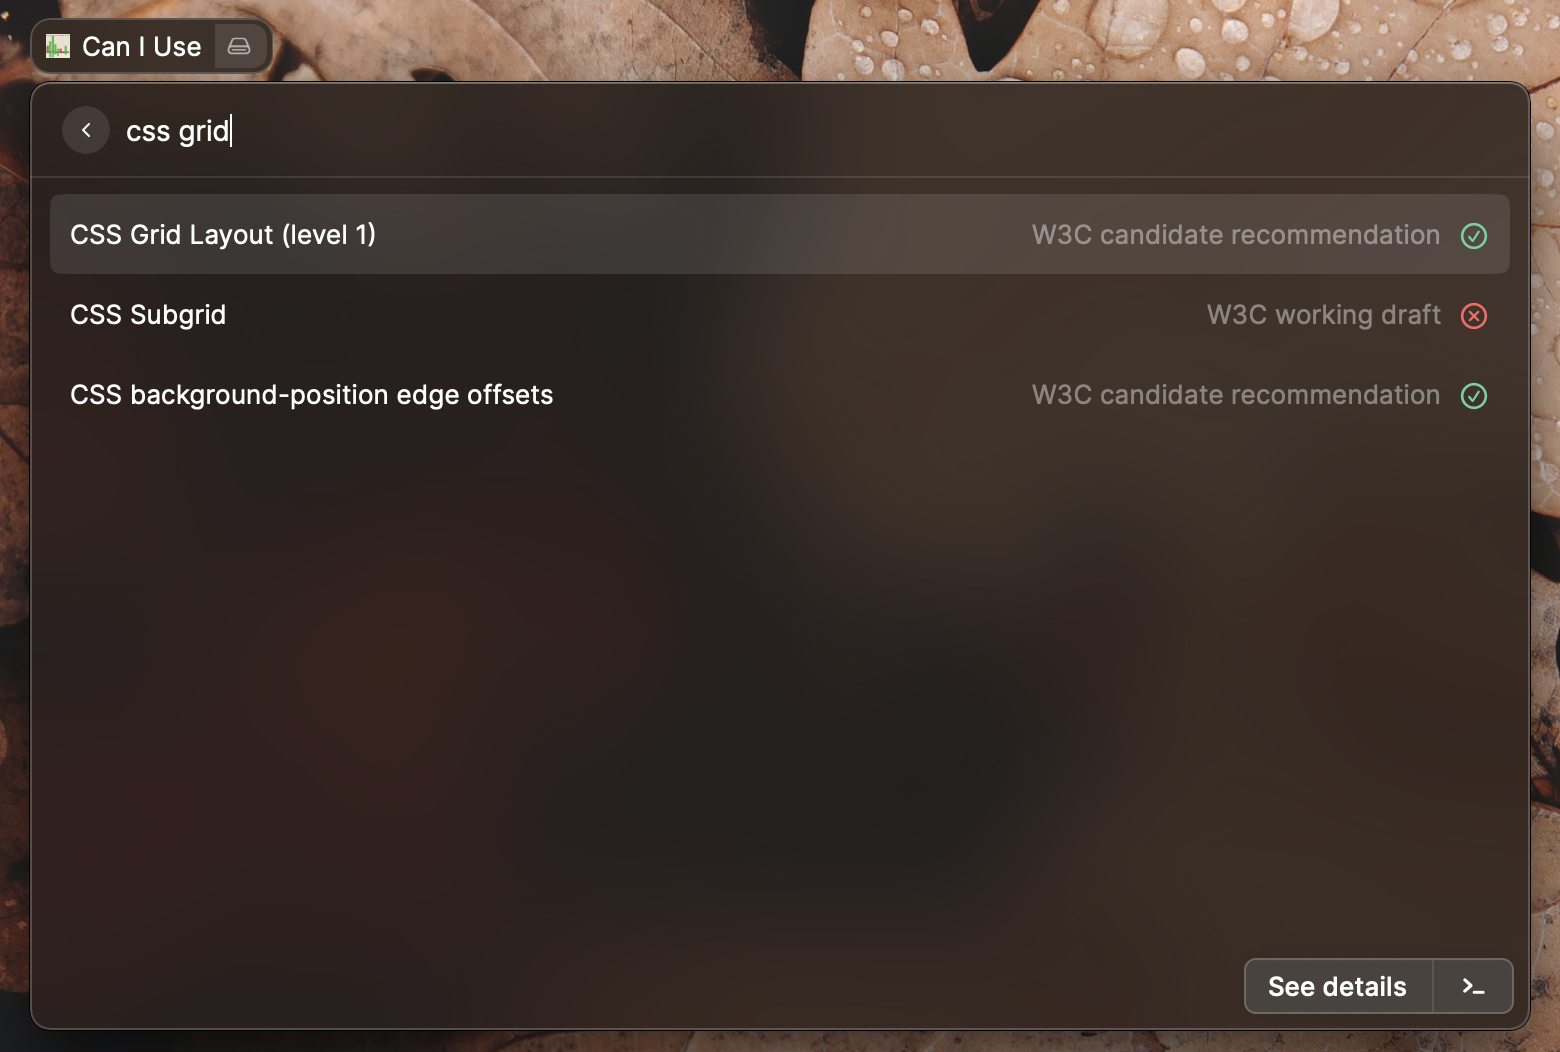 Can I Use
css grid
CSS Grid Layout (level 1) W3C candidate recommendation
CSS Subgrid W3C working draft
CSS background-position edge offsets W3C candidate recommendation
See details >_